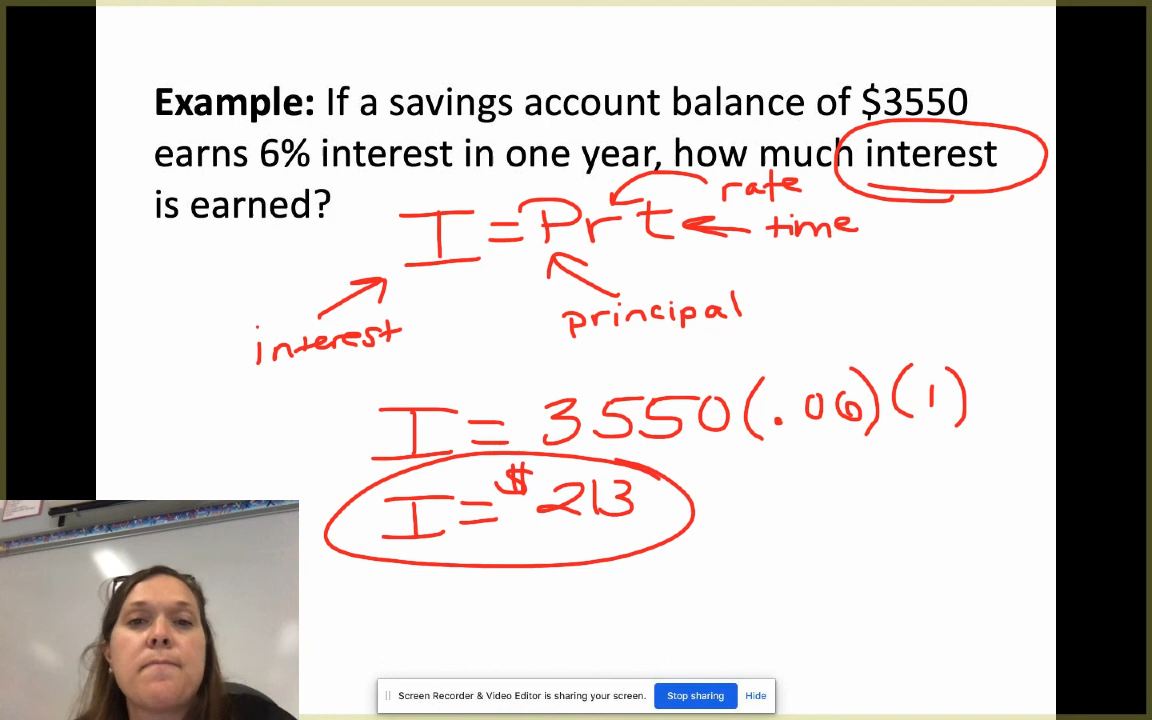 Example: If a savings account balance of $3550
earns 6% interest in one year, how much interest
is earned?
rate
I = Prt
time
interest
principal
I = 3550(.06)(1)
I = $213
Screen Recorder & Video Editor is sharing your screen. Stop sharing Hide